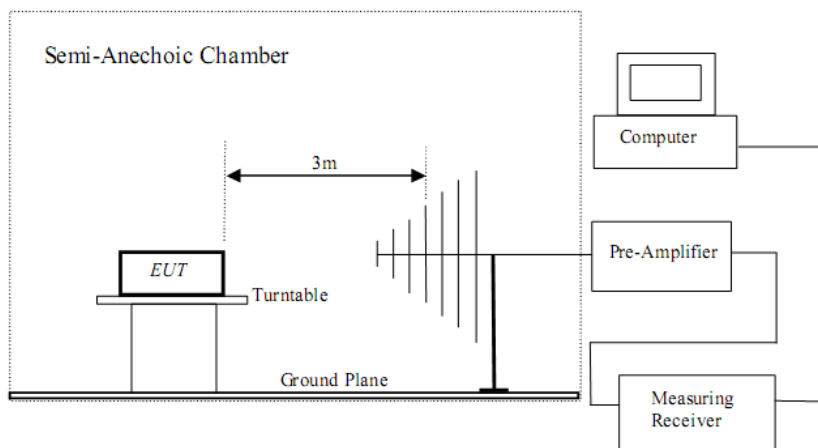 Semi-Anechoic Chamber
Computer
3m
Pre-Amplifier
EUT
Turntable
Ground Plane
Measuring
Receiver